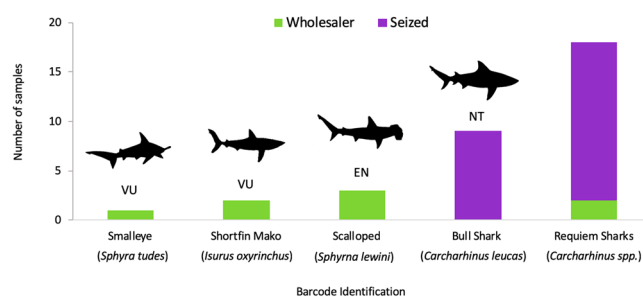 Wholesaler Seized
20
15
10
5
0
Number of samples
VU
VU
EN
NT
Smalleye
(Sphyra tudes)
Shortfin Mako
(Isurus oxyrinchus)
Scalloped
(Sphyrna lewini)
Bull Shark
(Carcharhinus leucas)
Requiem Sharks
(Carcharhinus spp.)
Barcode Identification